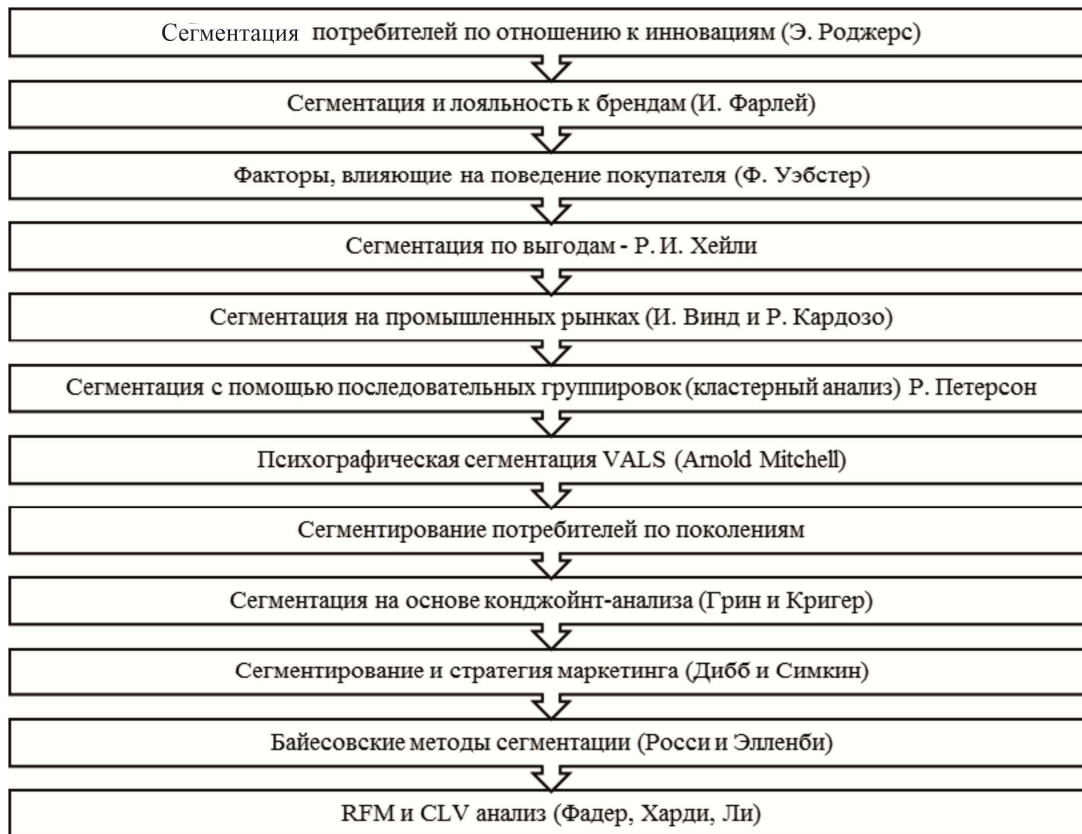 Сегментация потребителей по отношению к инновациям (Э. Роджерс)
Сегментация и лояльность к брендам (И. Фарлей)
Факторы, влияющие на поведение покупателя (Ф. Уэбстер)
Сегментация по выгодам - Р. И. Хейли
Сегментация на промышленных рынках (И. Винд и Р. Кардозо)
Сегментация с помощью последовательных группировок (кластерный анализ) Р. Петерсон
Психографическая сегментация VALS (Arnold Mitchell)
Сегментирование потребителей по поколениям
Сегментация на основе конджойнт-анализа (Грин и Кригер)
Сегментирование и стратегия маркетинга (Дибб и Симкин)
Байесовские методы сегментации (Росси и Элленби)
RFM и CLV анализ (Фадер, Харди, Ли)